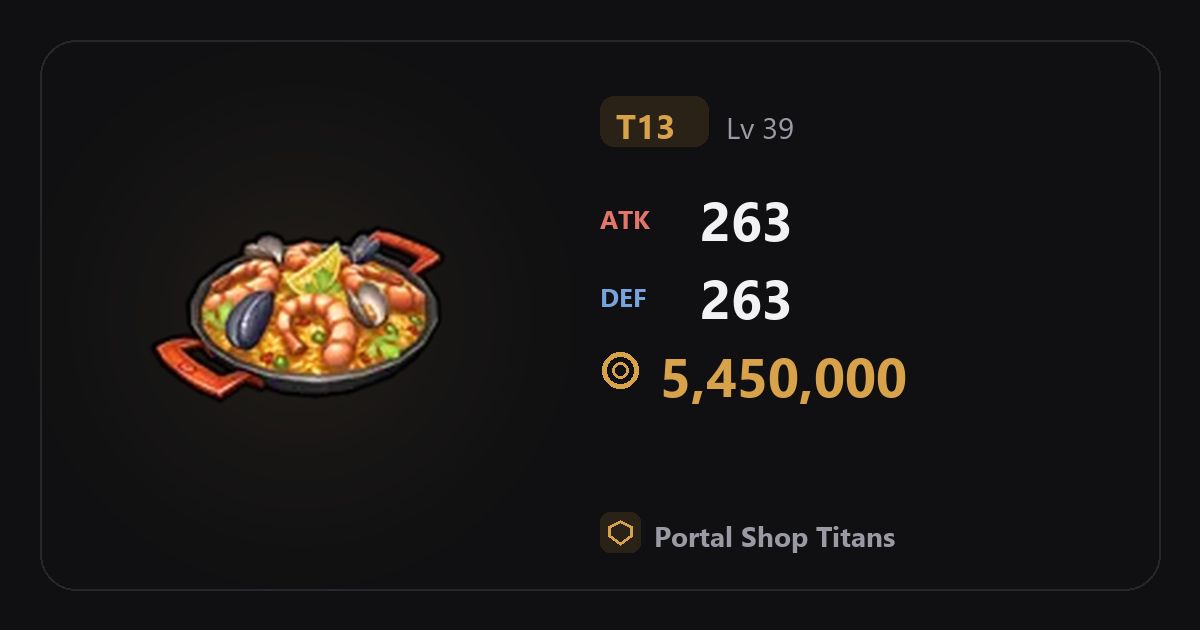 T13 Lv 39
ATK 263
DEF 263
5,450,000
Portal Shop Titans